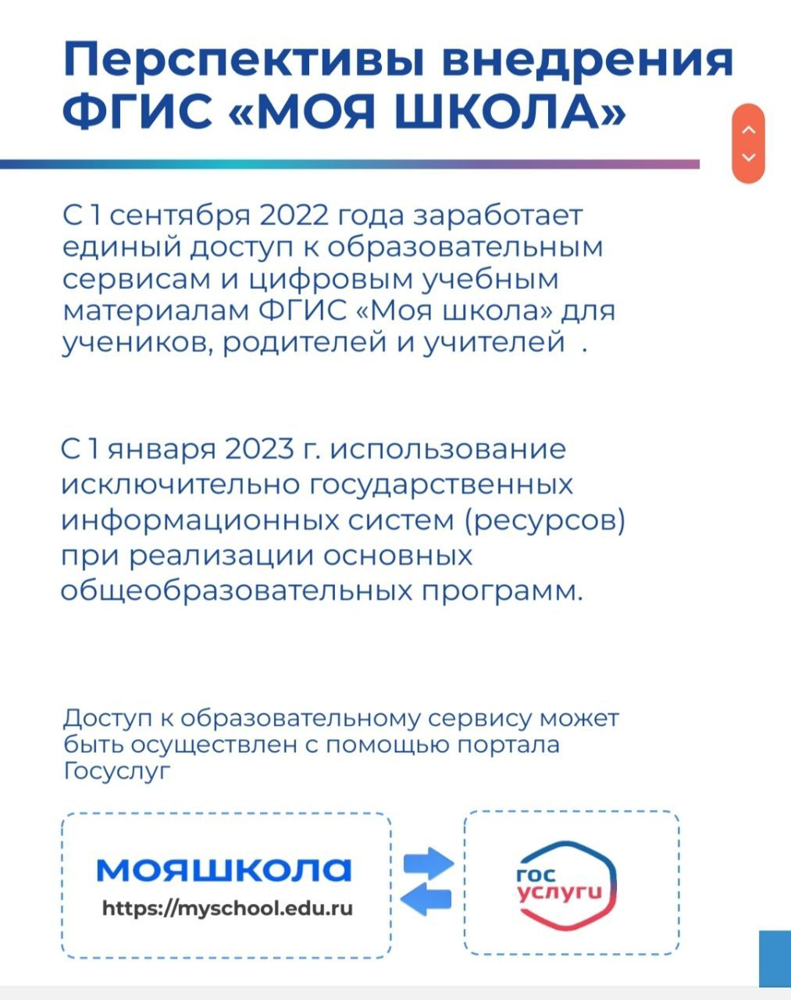 Перспективы внедрения
ФГИС «МОЯ ШКОЛА»
С 1 сентября 2022 года заработает
единый доступ к образовательным
сервисам и цифровым учебным
материалам ФГИС «Моя школа» для
учеников, родителей и учителей .
С 1 января 2023 г. использование
исключительно государственных
информационных систем (ресурсов)
при реализации основных
общеобразовательных программ.
Доступ к образовательному сервису может
быть осуществлен с помощью портала
Госуслуг
мояшкола
https://myschool.edu.ru
гос
услуги